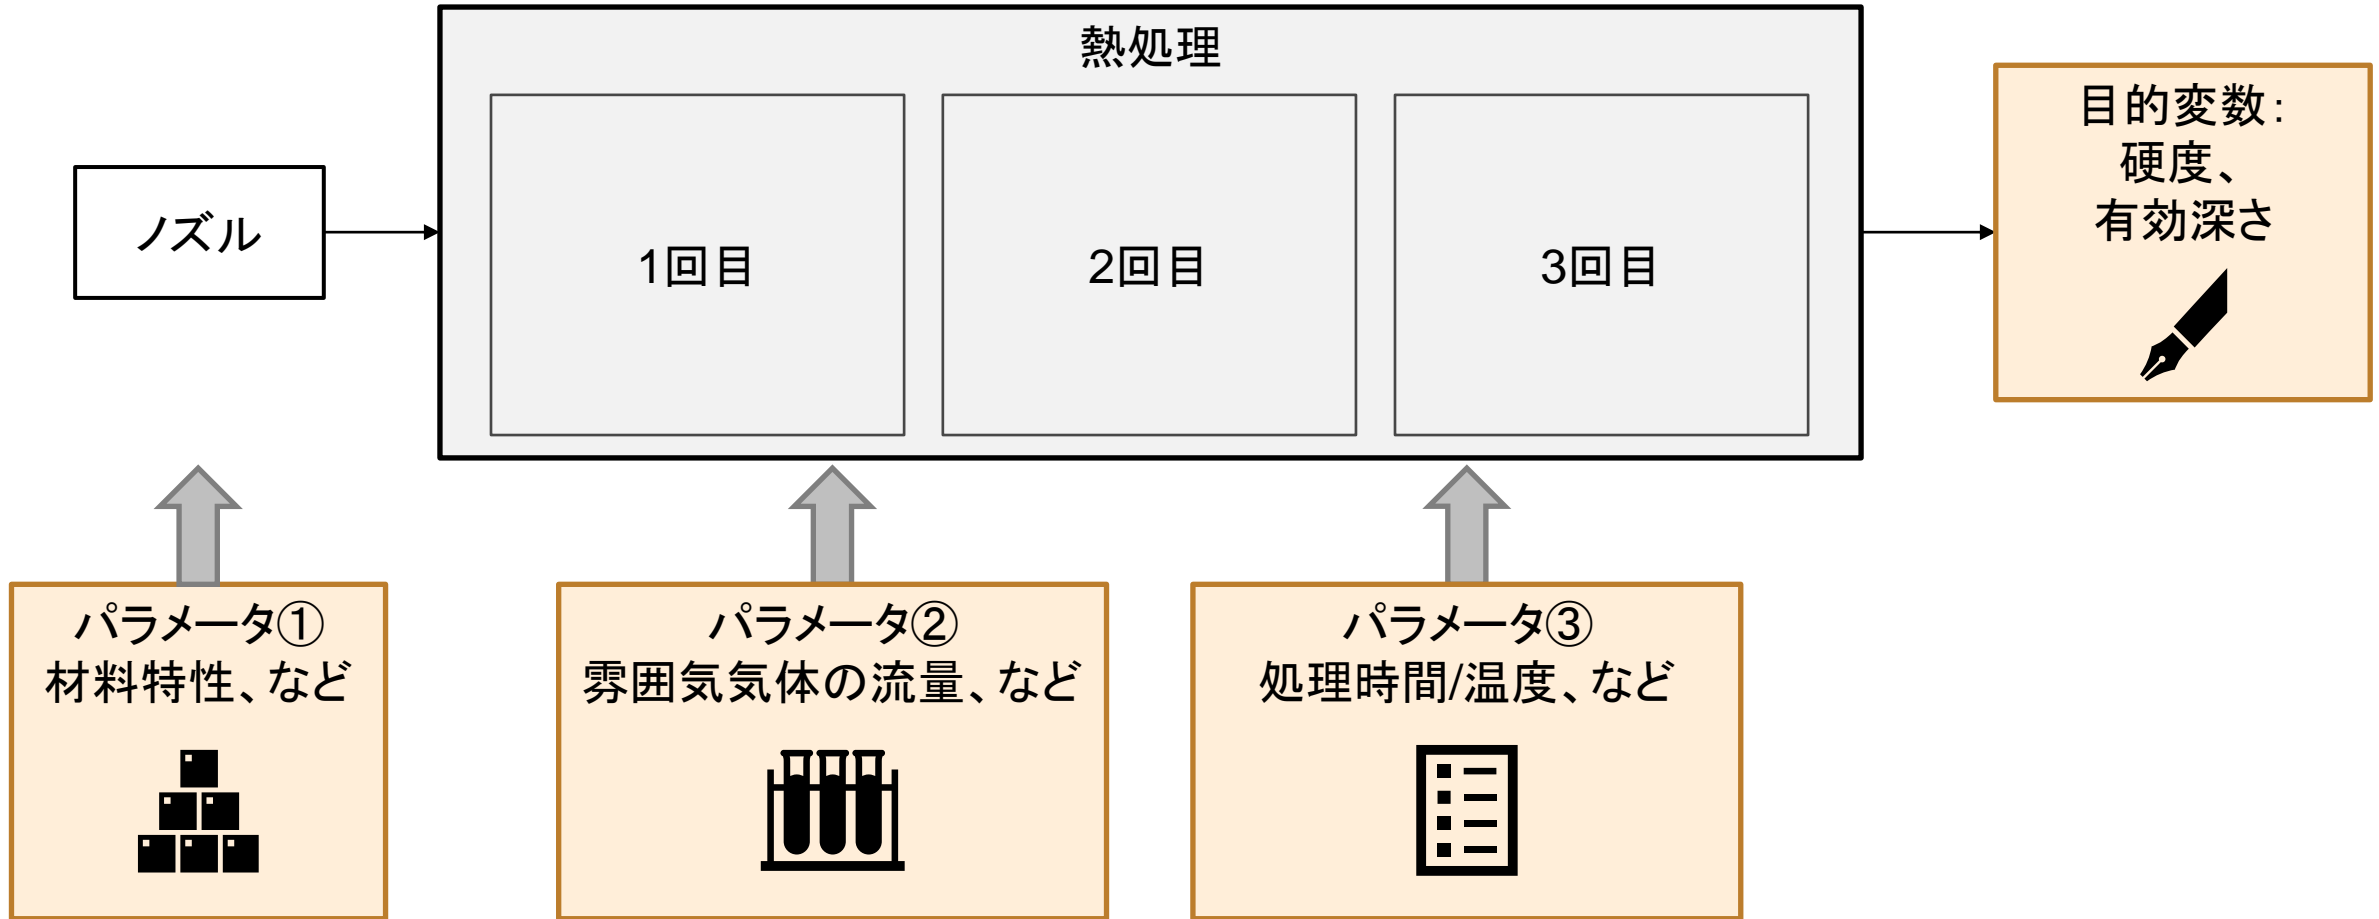 熱処理
ノズル
1回目
2回目
3回目
目的変数：
硬度、
有効深さ
パラメータ①
材料特性、など
パラメータ②
雰囲気気体の流量、など
パラメータ③
処理時間/温度、など